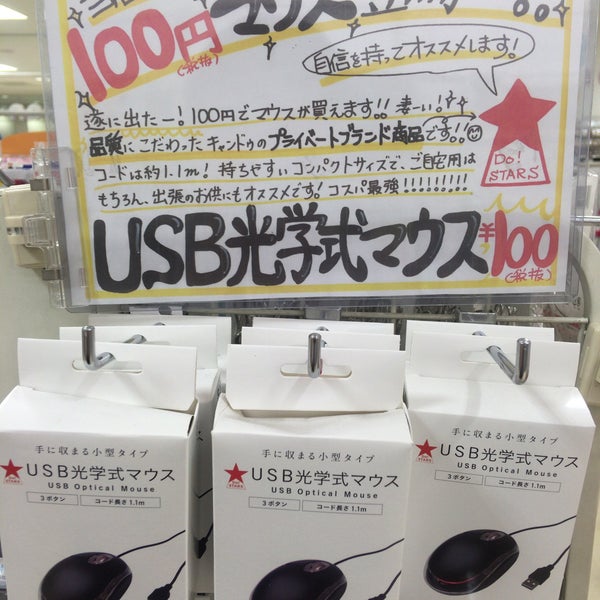 100円
(税抜)
自信を持ってオススメします!
遂に出たー!100円でマウスが買えます!!凄ーい!
品質にこだわったキャンドゥのプライベートブランド商品です!!
コードは約1.1m!持ちやすいコンパクトサイズで、ご自宅用は
もちろん、出張のお供にもオススメです!コスパ最強!!!!!!!!!!
Do!
STARS
USB光学式マウス ¥100
(税抜)
手に収まる小型タイプ
USB光学式マウス
USB Optical Mouse
3ボタン コード長さ1.1m
手に収まる小型タイプ
USB光学式マウス
USB Optical Mouse
3ボタン コード長さ1.1m
手に収まる小型タイプ
USB光学式マウス
USB Optical Mouse
3ボタン コード長さ1.1m